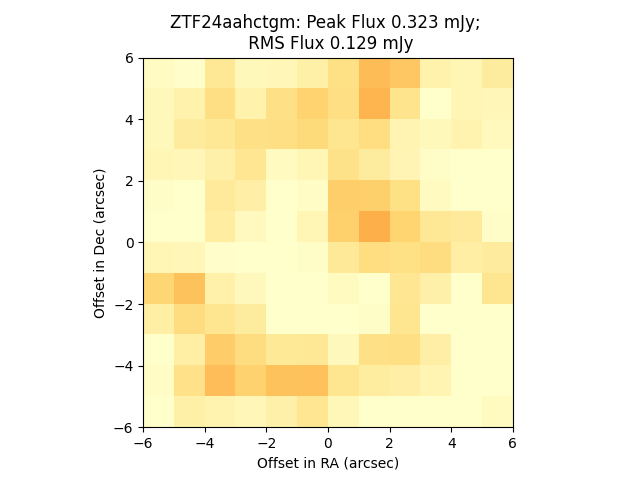 ZTF24aahctgm: Peak Flux 0.323 mJy;
RMS Flux 0.129 mJy
6
4
2
0
−2
−4
−6
Offset in Dec (arcsec)
−6 −4 −2 0 2 4 6
Offset in RA (arcsec)